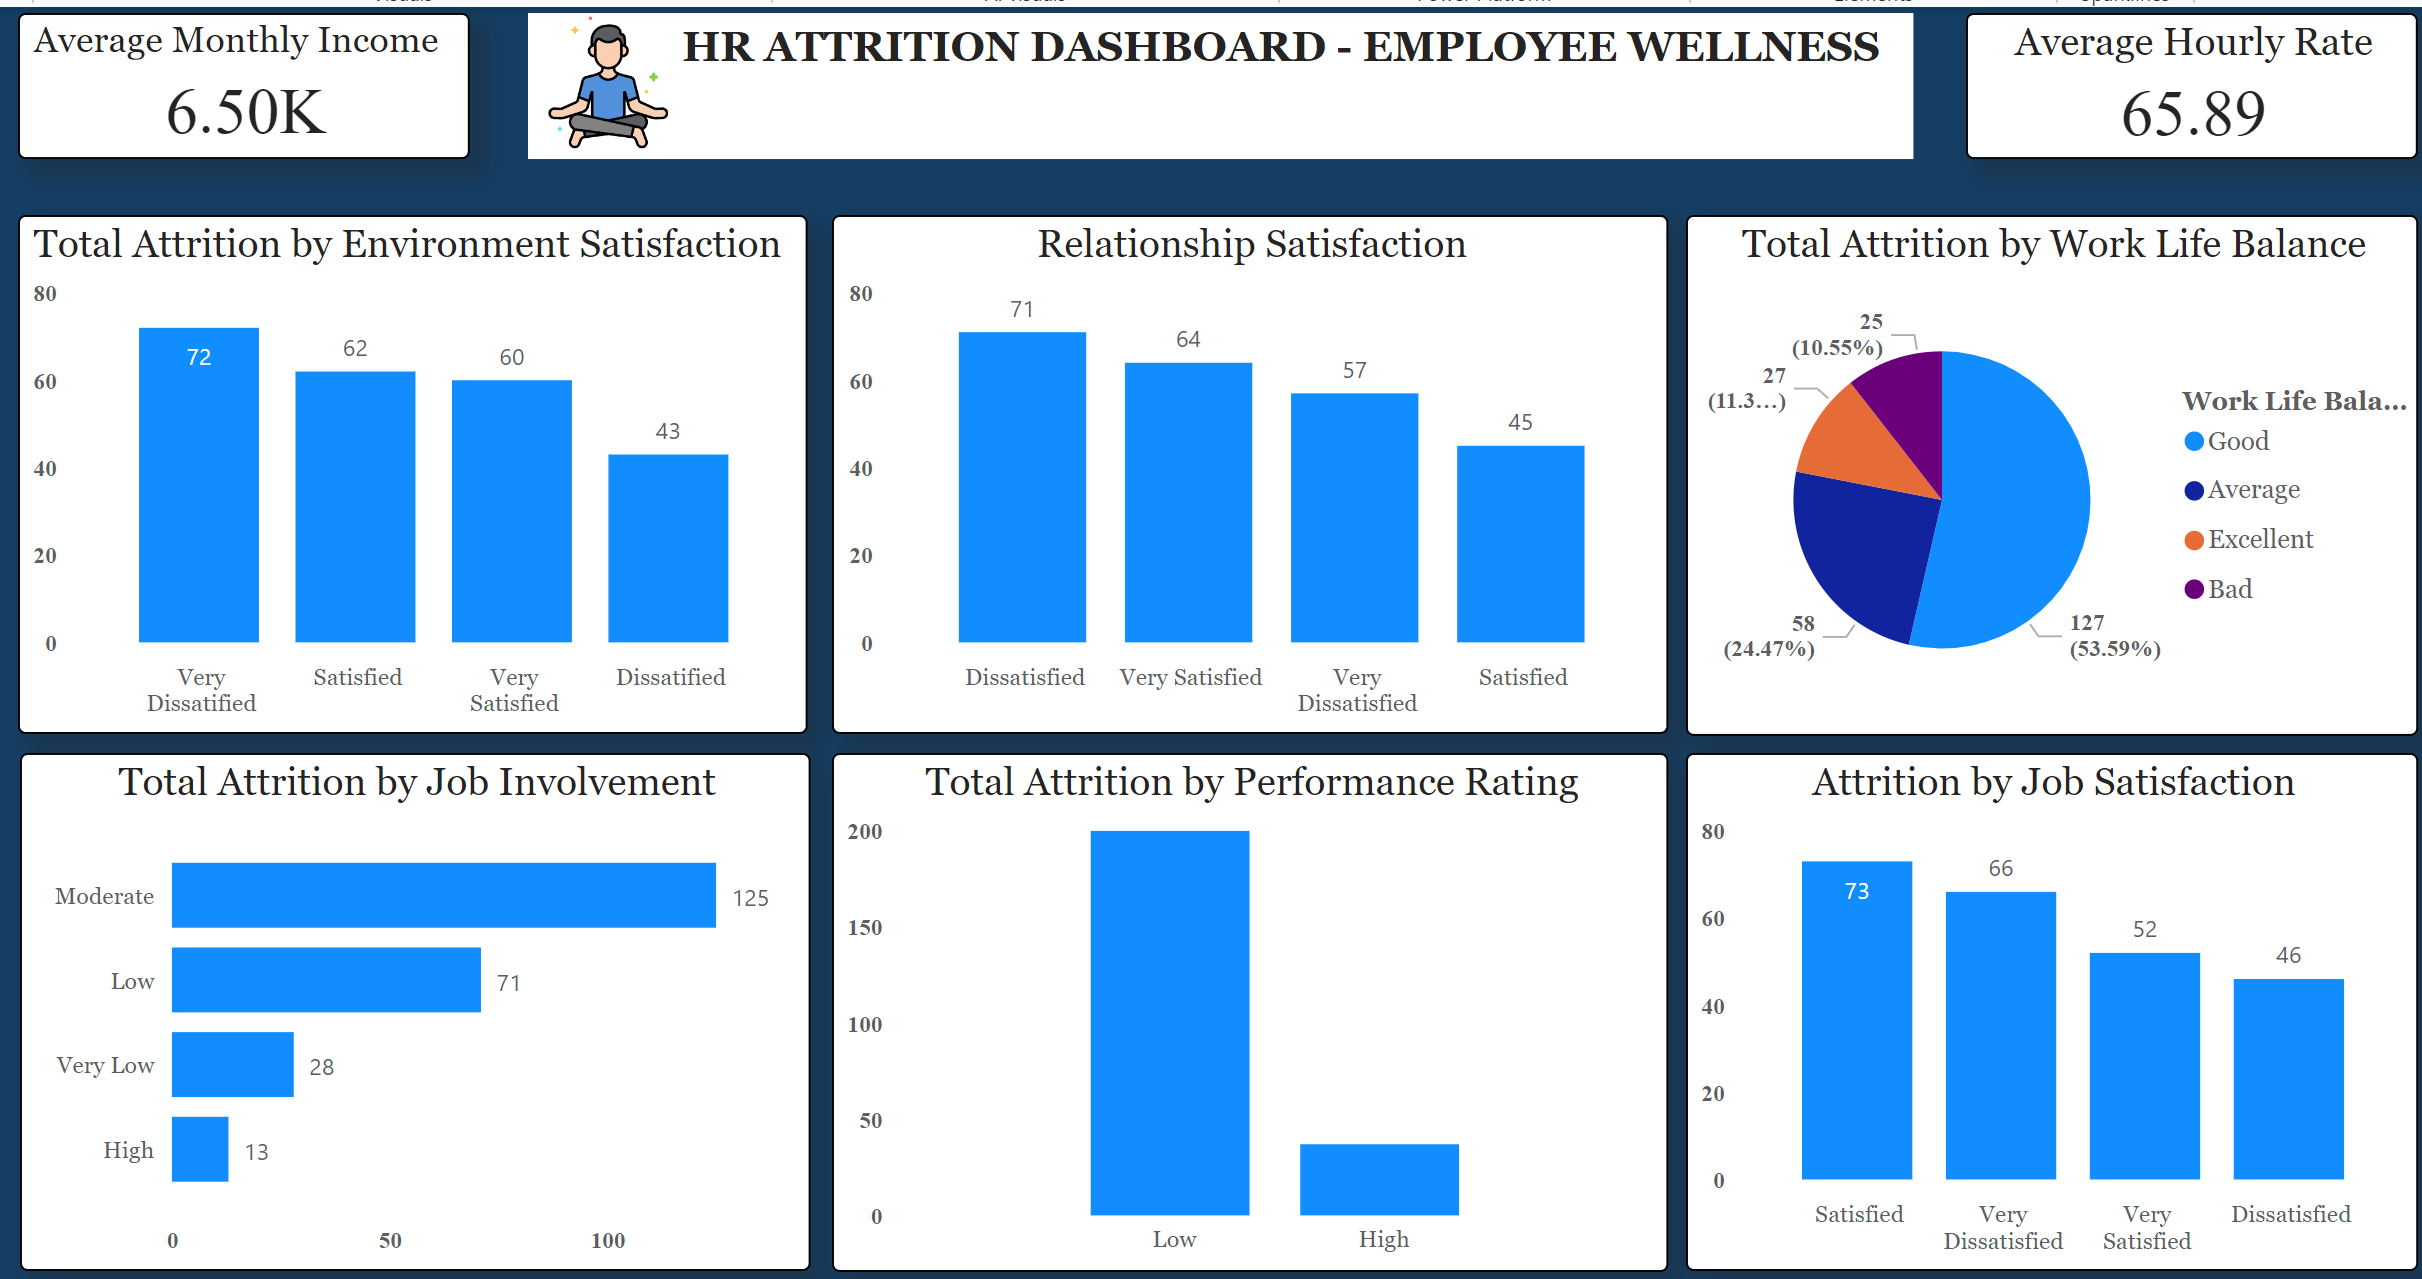 Average Monthly Income
6.50K
HR ATTRITION DASHBOARD - EMPLOYEE WELLNESS
Average Hourly Rate
65.89
Total Attrition by Environment Satisfaction
80
60
40
20
0
72
62
60
43
Very
Dissatified
Satisfied
Very
Satisfied
Dissatified
Relationship Satisfaction
80
60
40
20
0
71
64
57
45
Dissatisfied
Very Satisfied
Very
Dissatisfied
Satisfied
Total Attrition by Work Life Balance
25
(10.55%)
27
(11.3...)
58
(24.47%)
127
(53.59%)
Work Life Bala...
Good
Average
Excellent
Bad
Total Attrition by Job Involvement
Moderate
125
Low
71
Very Low
28
High
13
0
50
100
Total Attrition by Performance Rating
200
150
100
50
0
Low
High
Attrition by Job Satisfaction
80
60
40
20
0
73
66
52
46
Satisfied
Very
Dissatisfied
Very
Satisfied
Dissatisfied